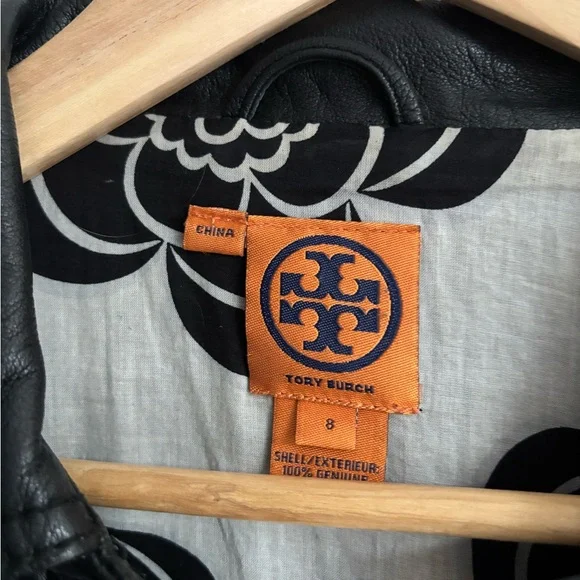 CHINA
TORY BURCH
8
SHELL/EXTERIEUR:
100% GENUINE